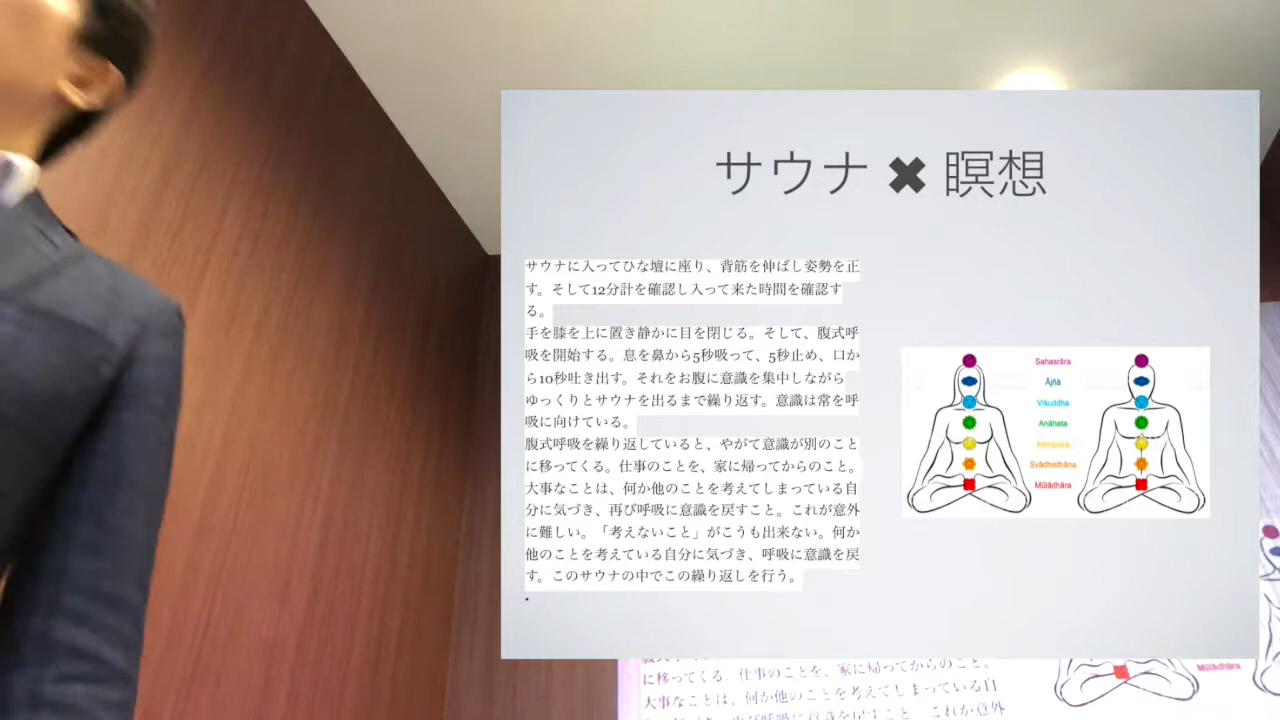 サウナ ✖ 瞑想
サウナに入ってひな壇に座り、背筋を伸ばし姿勢を正
す。そして12分計を確認し入って来た時間を確認す
る。
手を膝を上に置き静かに目を閉じる。そして、腹式呼
吸を開始する。息を鼻から5秒吸って、5秒止め、口か
ら10秒吐き出す。それをお腹に意識を集中しながら
ゆっくりとサウナを出るまで繰り返す。意識は常を呼
吸に向けている。
腹式呼吸を繰り返していると、やがて意識が別のこと
に移ってくる。仕事のことを、家に帰ってからのこと。
大事なことは、何か他のことを考えてしまっている自
分に気づき、再び呼吸に意識を戻すこと。これが意外
に難しい。「考えないこと」がこうも出来ない。何か
他のことを考えている自分に気づき、呼吸に意識を戻
す。このサウナの中でこの繰り返しを行う。
Sahasrāra
Ājñā
Viśuddha
Anāhata
Manipūra
Svādhisthāna
Mūlādhāra
に移ってくる。仕事のことを、家に帰ってからのこと。
大事なことは、何か他のことを考えてしまっている自
これが意外
Mūlādhāra